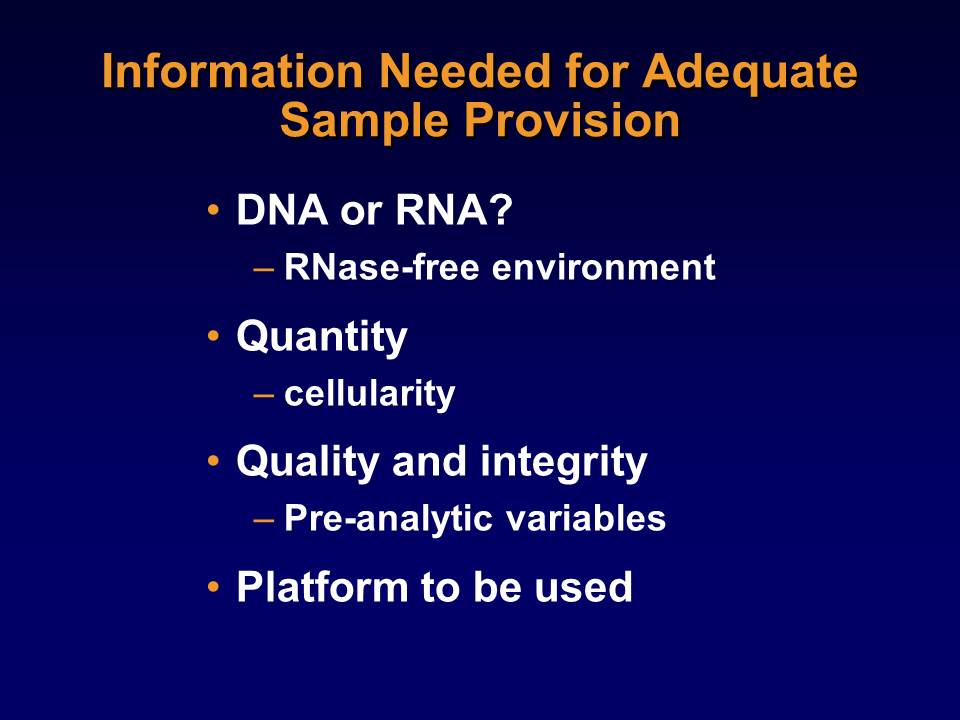 Information Needed for Adequate
Sample Provision
• DNA or RNA?
– RNase-free environment
• Quantity
– cellularity
• Quality and integrity
– Pre-analytic variables
• Platform to be used